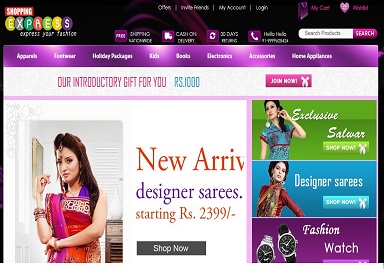 SHOPPING
EXPRESS
express your fashion
Offers | Invite Friends | My Account | Login
My Cart
Wishlist
FREE SHIPPING NATIONWIDE
CASH ON DELIVERY
30 DAYS RETURNS
Hello Hello
Search Products
SEARCH
Apparels Footwear Holiday Packages Kids Books Electronics Accessories Home Appliances
OUR INTRODUCTORY GIFT FOR YOU RS.1000
JOIN NOW!
New Arriv
designer sarees.
starting Rs. 2399/-
Shop Now
Exclusive
Salwar
SHOP NOW!
Designer sarees
SHOP NOW!
Fashion
Watch
SHOP NOW!